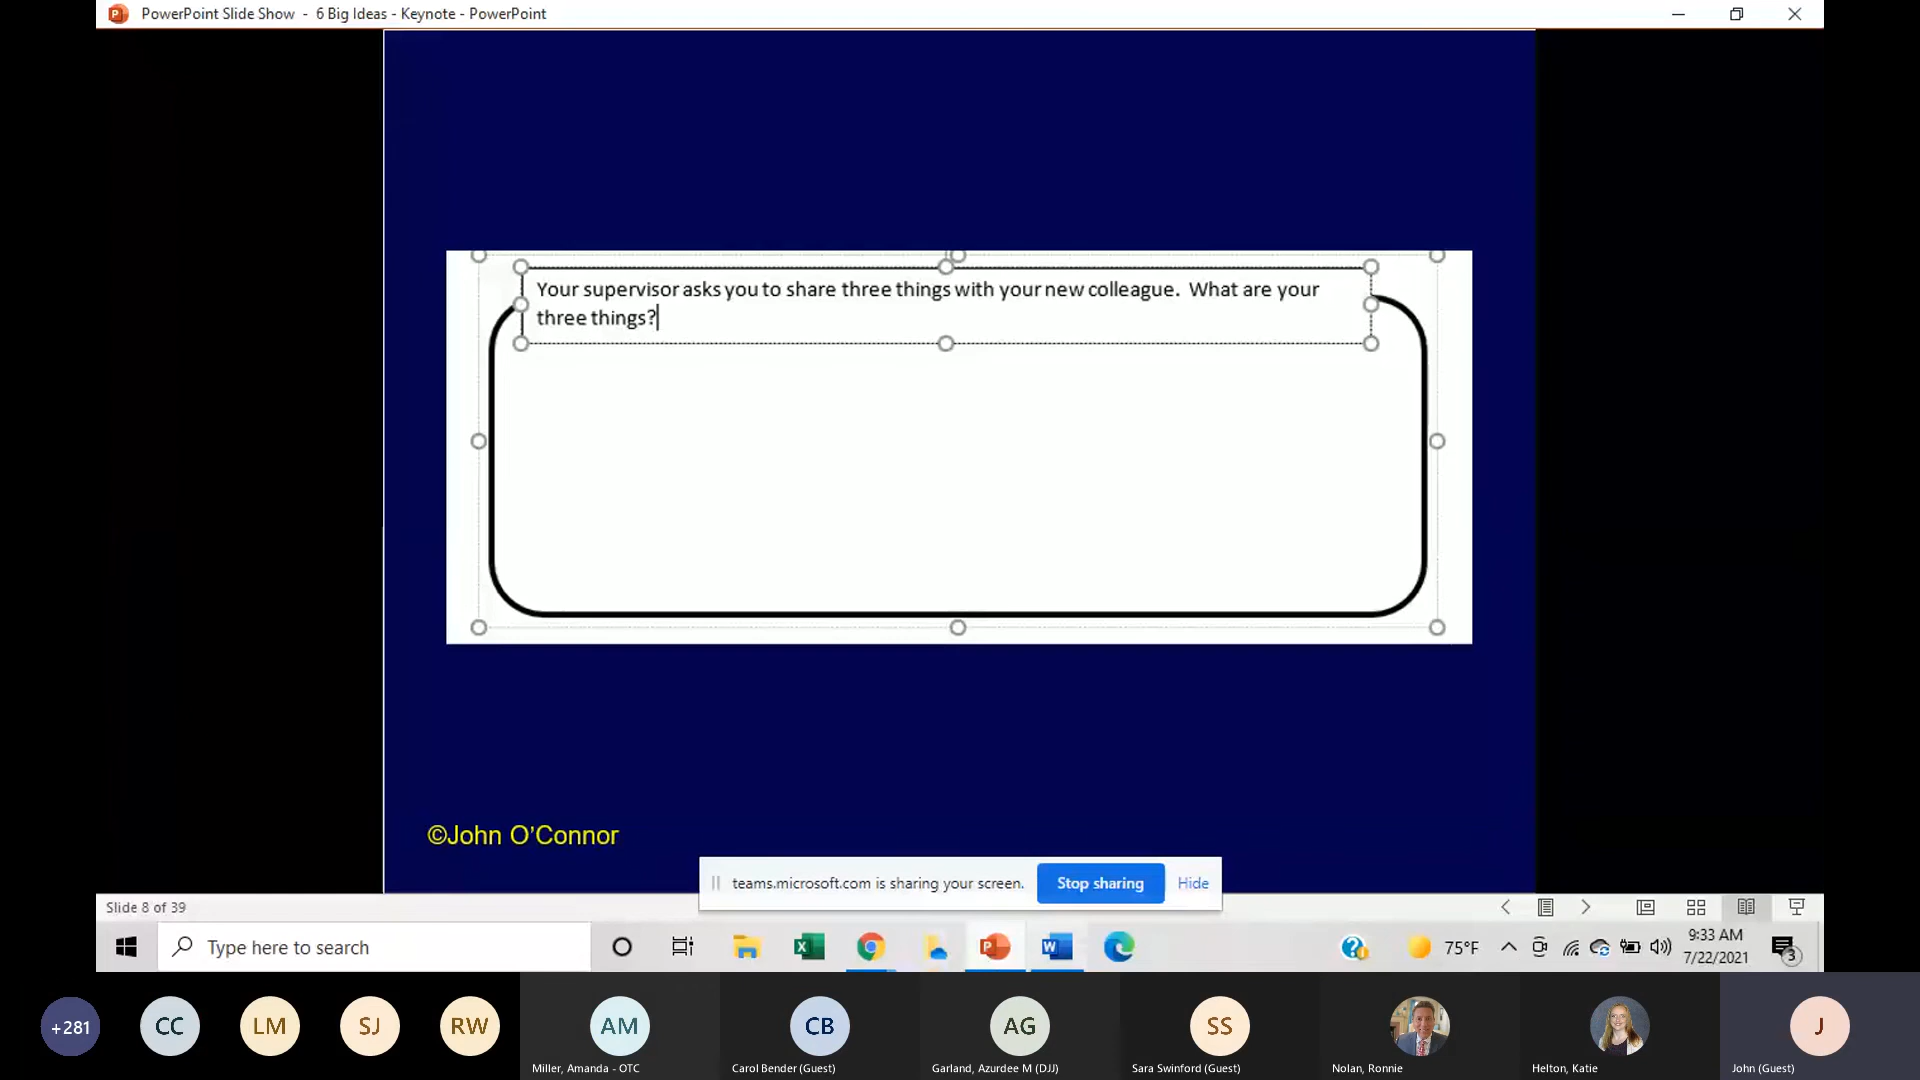 PowerPoint Slide Show  -  6 Big Ideas - Keynote - PowerPoint
Your supervisor asks you to share three things with your new colleague.  What are your
three things?
©John O'Connor
teams.microsoft.com is sharing your screen.
Stop sharing
Hide
Slide 8 of 39
Type here to search
75°F
9:33 AM
7/22/2021
3
+281
CC
LM
SJ
RW
AM
CB
AG
SS
J
Miller, Amanda - OTC
Carol Bender (Guest)
Garland, Azurdee M (DJJ)
Sara Swinford (Guest)
Nolan, Ronnie
Helton, Katie
John (Guest)